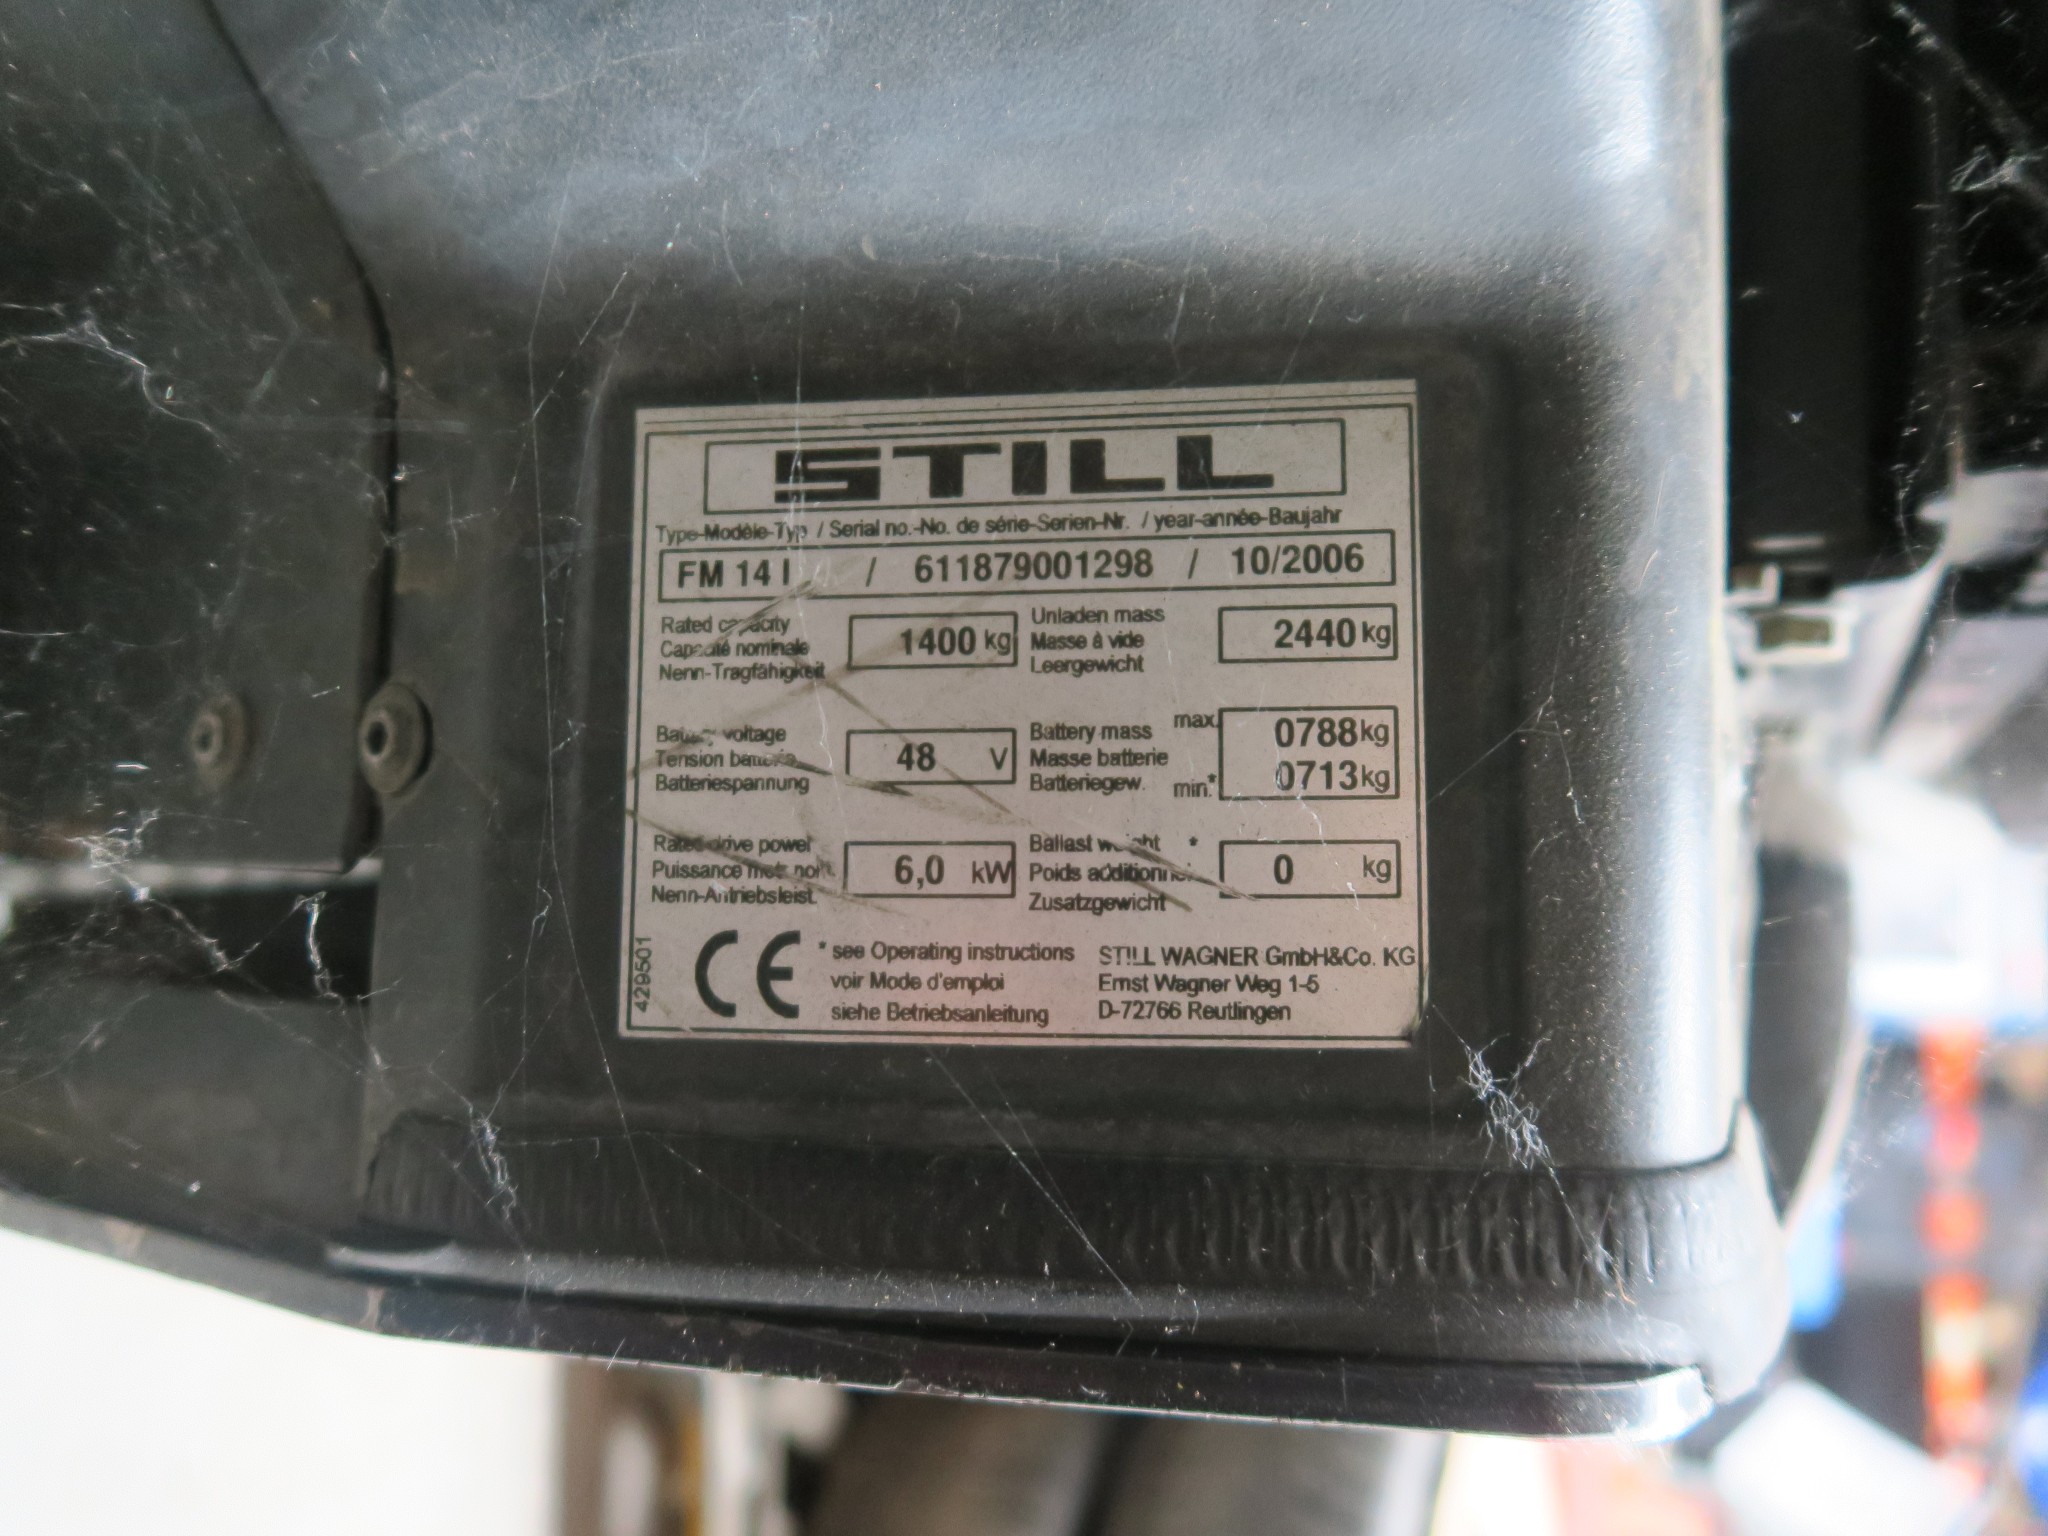 STILL
Type-Modèle-Typ / Serial no.-No. de série-Serien-Nr. / year-année-Baujahr
FM 14 I / 611879001298 / 10/2006
Rated capacity
Capacité nominale
Nenn-Tragfähigkeit
1400 kg
Unladen mass
Masse à vide
Leergewicht
2440 kg
Battery voltage
Tension batterie
Batteriespannung
48 V
Battery mass
Masse batterie
Batteriegew.
max. 0788 kg
min.* 0713 kg
Rated drive power
Puissance mot. nom.
Nenn-Antriebsleist.
6,0 kW
Ballast weight *
Poids additionnel
Zusatzgewicht
0 kg
429501
CE
* see Operating instructions
voir Mode d'emploi
siehe Betriebsanleitung
STILL WAGNER GmbH&Co. KG
Ernst Wagner Weg 1-5
D-72766 Reutlingen